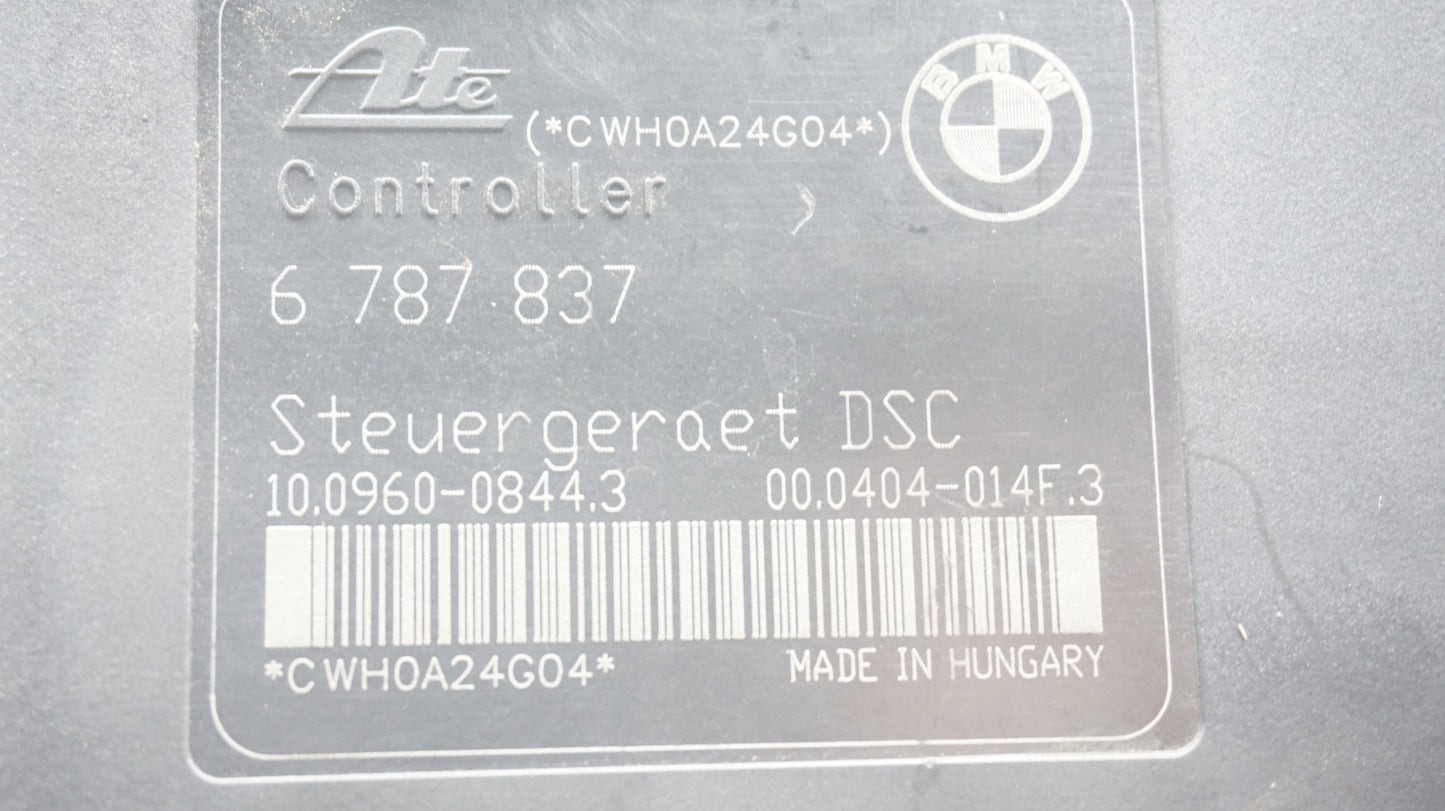 Ate
BMW
(*CWH0A24G04*)
Controller
6 787 837
Steuergeraet DSC
10.0960-0844.3 00.0404-014F.3
*CWH0A24G04* MADE IN HUNGARY